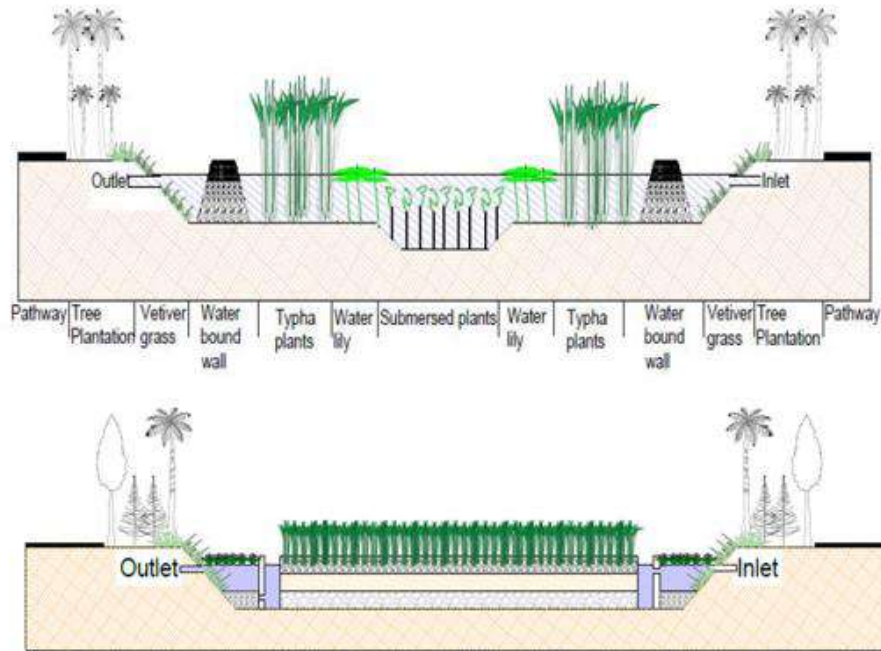 Outlet
Inlet
Pathway Tree Plantation Vetiver grass Water bound wall Typha plants Water lily Submersed plants Water lily Typha plants Water bound wall Vetiver grass Tree Plantation Pathway
Outlet
Inlet